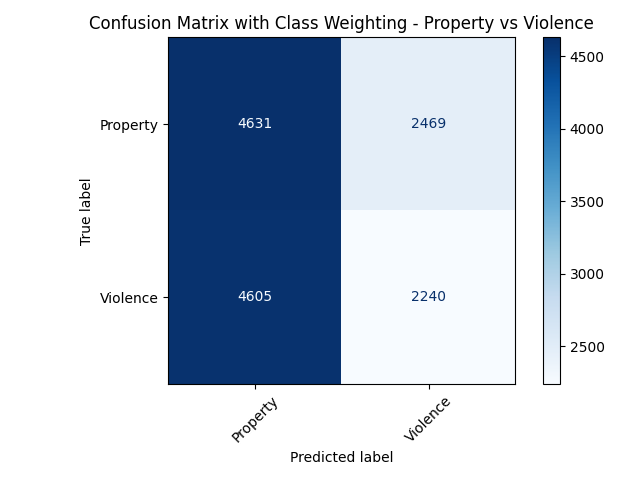 Confusion Matrix with Class Weighting - Property vs Violence
Property
Violence
True label
4631
2469
4605
2240
Property
Violence
Predicted label
4500
4000
3500
3000
2500